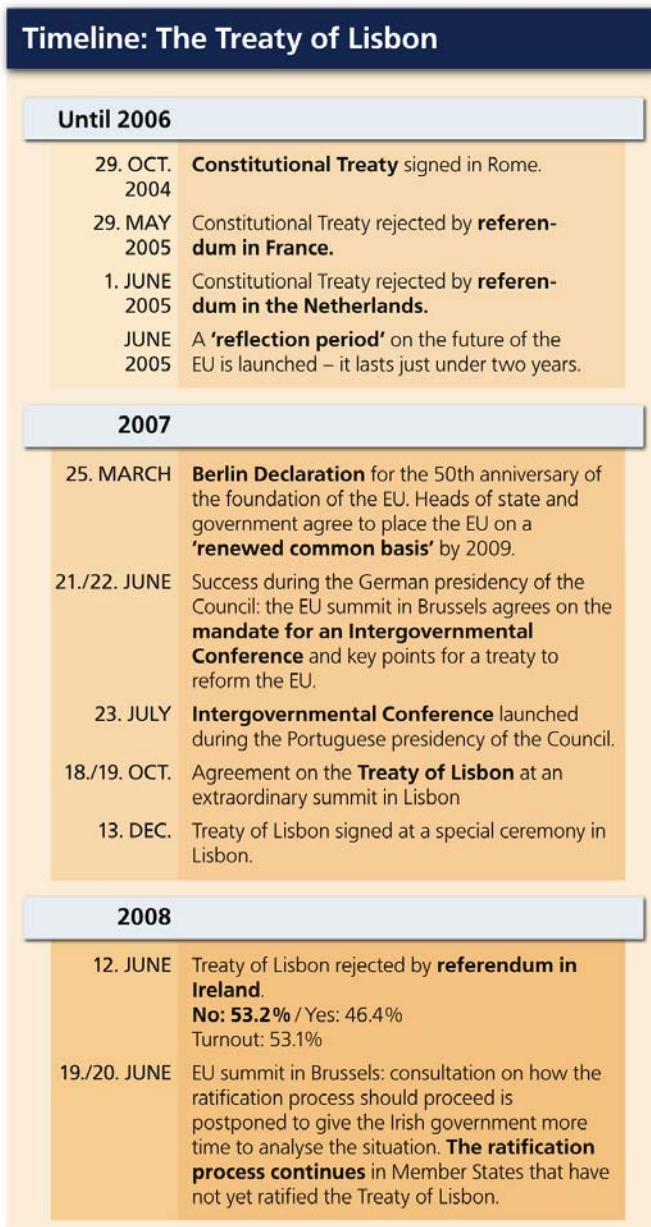 Timeline: The Treaty of Lisbon
Until 2006
29. OCT. Constitutional Treaty signed in Rome.
2004
29. MAY Constitutional Treaty rejected by referen-
2005 dum in France.
1. JUNE Constitutional Treaty rejected by referen-
2005 dum in the Netherlands.
JUNE A ‘reflection period’ on the future of the
2005 EU is launched – it lasts just under two years.
2007
25. MARCH Berlin Declaration for the 50th anniversary of
the foundation of the EU. Heads of state and
government agree to place the EU on a
‘renewed common basis’ by 2009.
21./22. JUNE Success during the German presidency of the
Council: the EU summit in Brussels agrees on the
mandate for an Intergovernmental
Conference and key points for a treaty to
reform the EU.
23. JULY Intergovernmental Conference launched
during the Portuguese presidency of the Council.
18./19. OCT. Agreement on the Treaty of Lisbon at an
extraordinary summit in Lisbon
13. DEC. Treaty of Lisbon signed at a special ceremony in
Lisbon.
2008
12. JUNE Treaty of Lisbon rejected by referendum in
Ireland.
No: 53.2% / Yes: 46.4%
Turnout: 53.1%
19./20. JUNE EU summit in Brussels: consultation on how the
ratification process should proceed is
postponed to give the Irish government more
time to analyse the situation. The ratification
process continues in Member States that have
not yet ratified the Treaty of Lisbon.